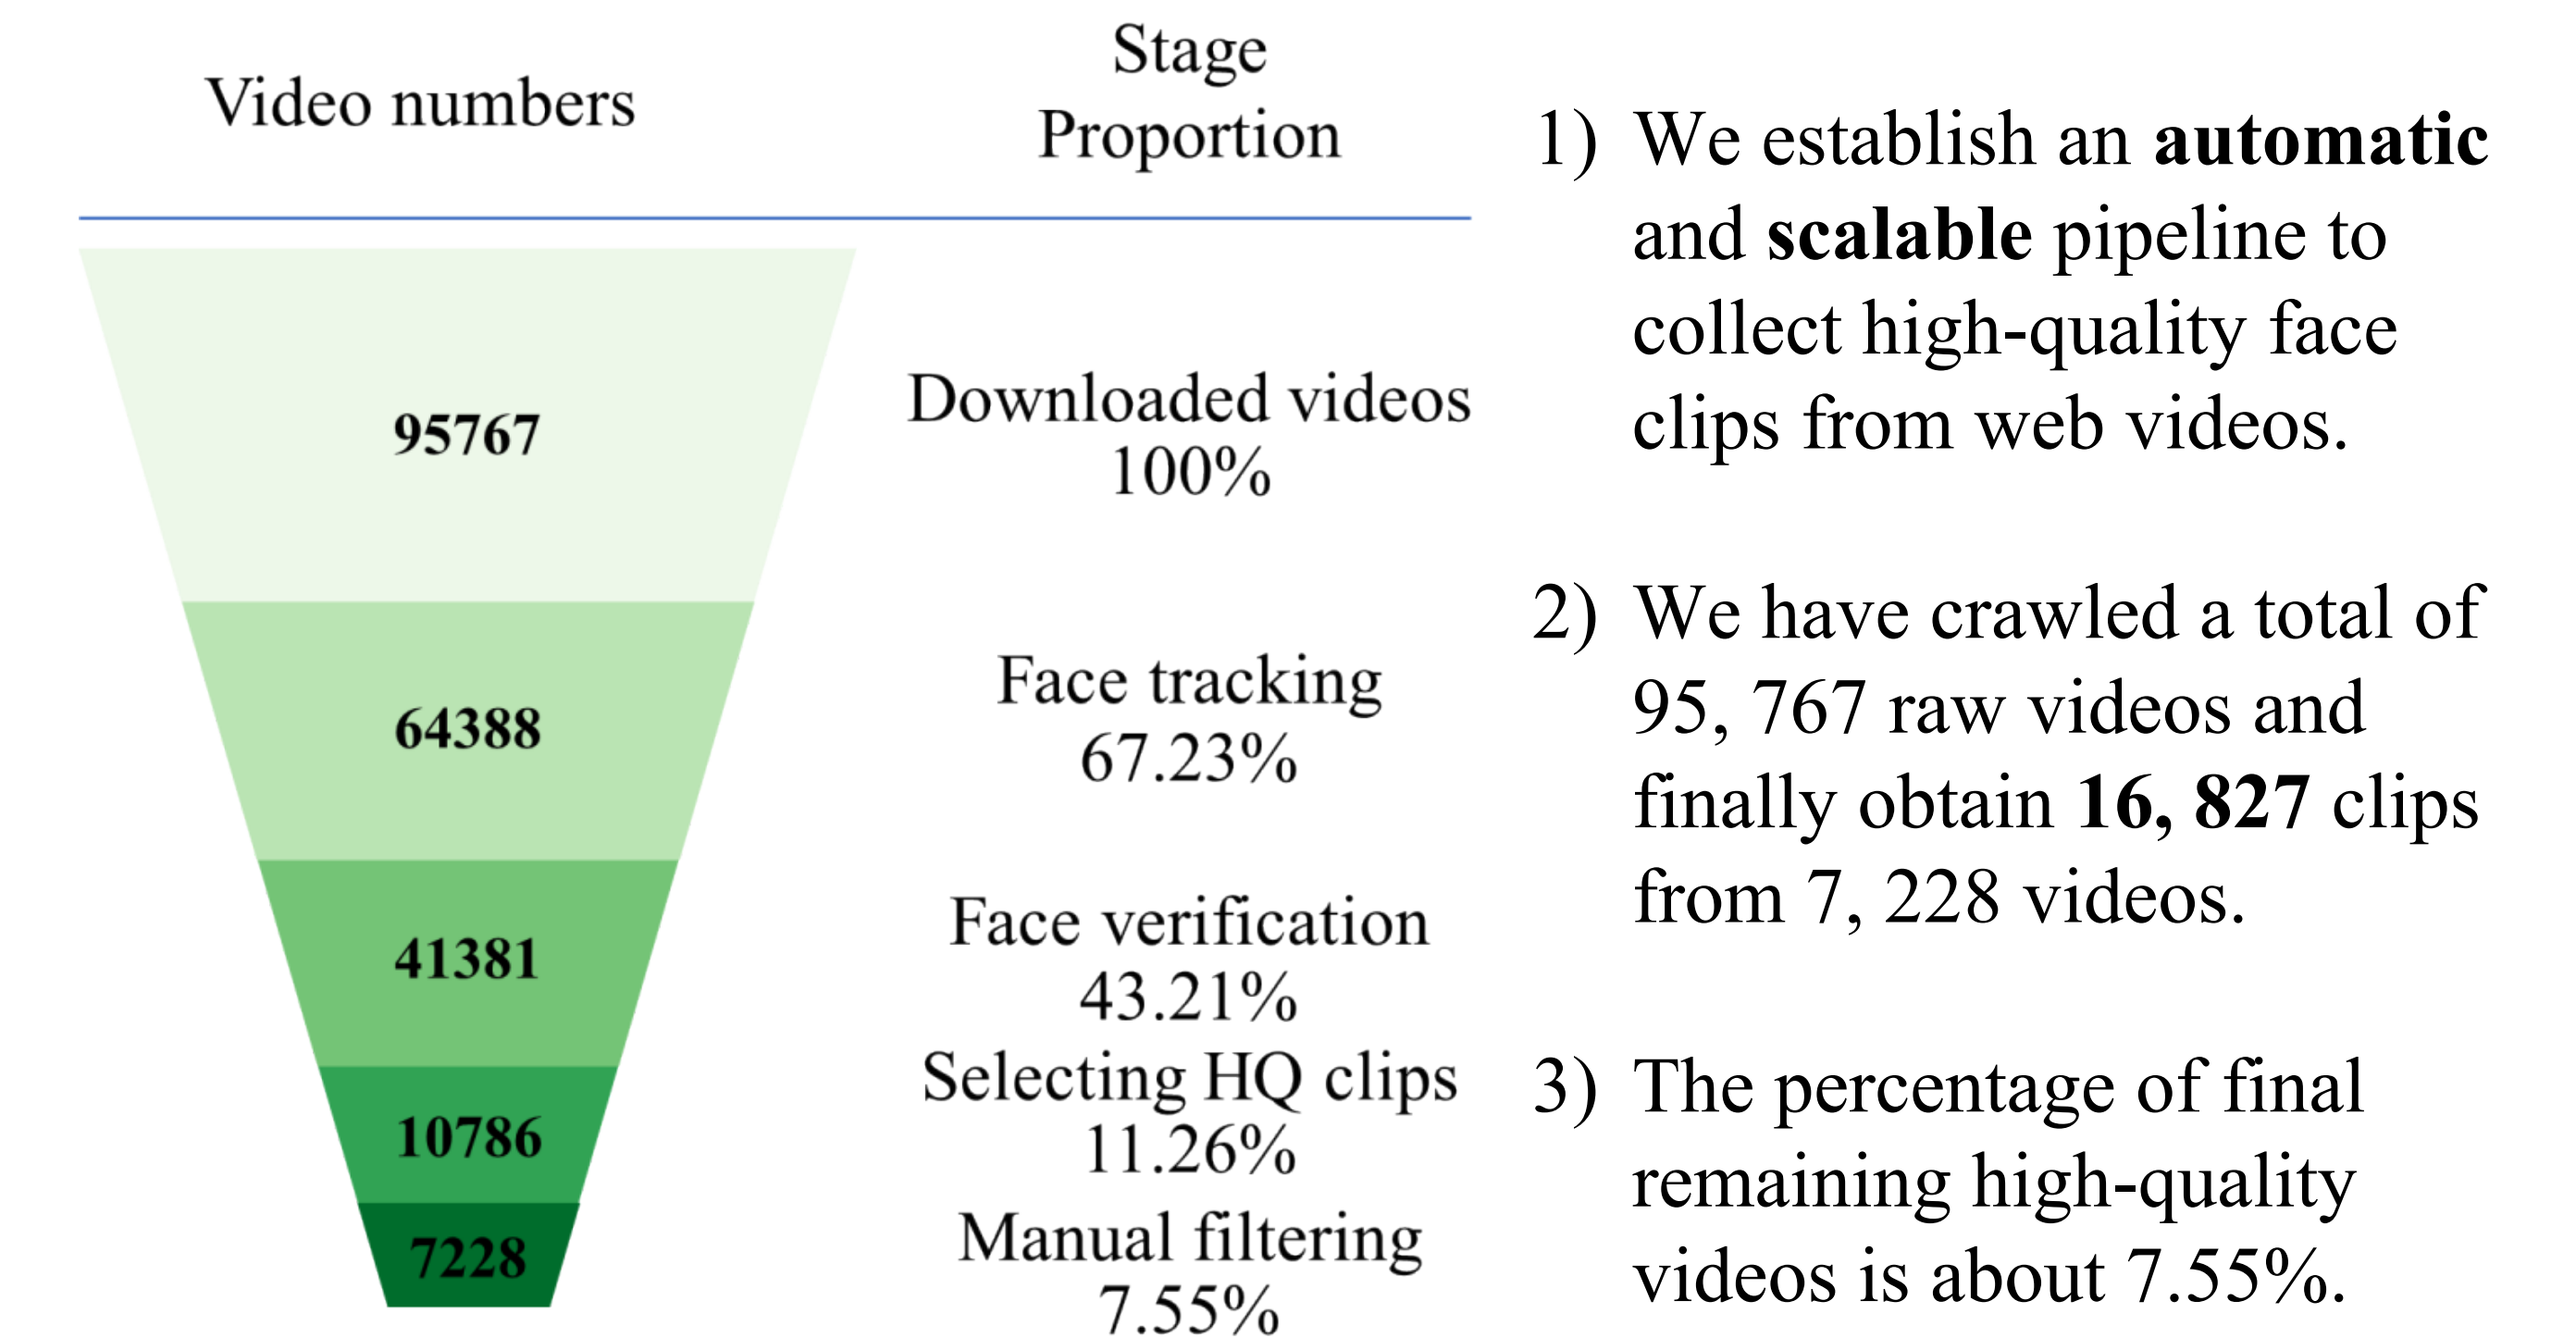 Video numbers
Stage
Proportion
95767
Downloaded videos
100%
64388
Face tracking
67.23%
41381
Face verification
43.21%
10786
Selecting HQ clips
11.26%
7228
Manual filtering
7.55%
1) We establish an automatic
and scalable pipeline to
collect high-quality face
clips from web videos.
2) We have crawled a total of
95, 767 raw videos and
finally obtain 16, 827 clips
from 7, 228 videos.
3) The percentage of final
remaining high-quality
videos is about 7.55%.